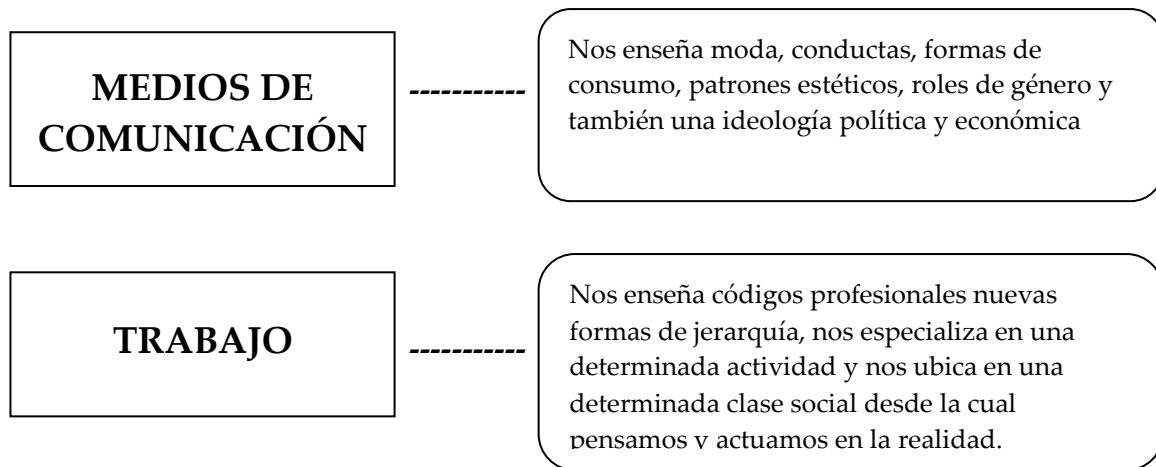 MEDIOS DE
COMUNICACIÓN
-----------
Nos enseña moda, conductas, formas de
consumo, patrones estéticos, roles de género y
también una ideología política y económica
TRABAJO
-----------
Nos enseña códigos profesionales nuevas
formas de jerarquía, nos especializa en una
determinada actividad y nos ubica en una
determinada clase social desde la cual
pensamos y actuamos en la realidad.